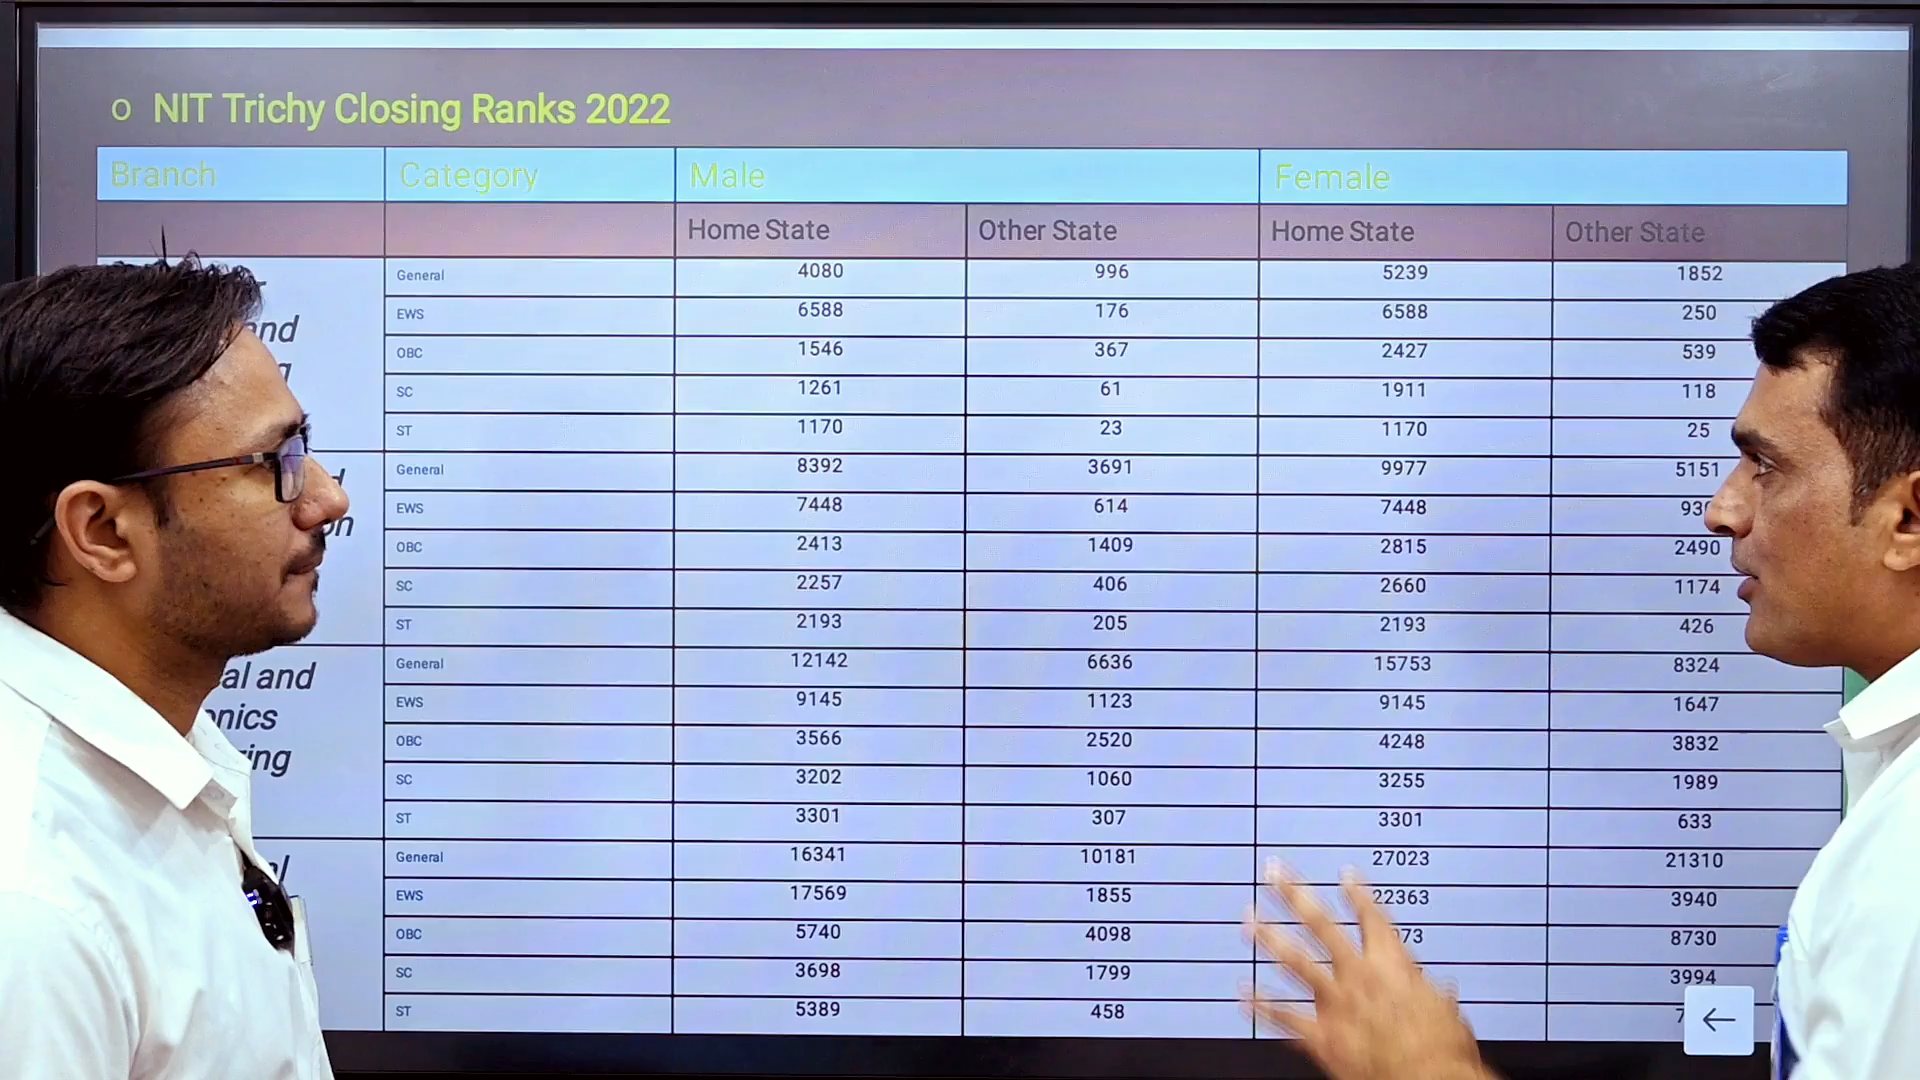 o NIT Trichy Closing Ranks 2022
Branch Category Male Female
Home State Other State Home State Other State
General 4080 996 5239 1852
and
EWS 6588 176 6588 250
OBC 1546 367 2427 539
SC 1261 61 1911 118
ST 1170 23 1170 25
General 8392 3691 9977 5151
EWS 7448 614 7448
on
OBC 2413 1409 2815 2490
SC 2257 406 2660 1174
ST 2193 205 2193 426
General 12142 6636 15753 8324
al and
EWS 9145 1123 9145 1647
onics
OBC 3566 2520 4248 3832
ing
SC 3202 1060 3255 1989
ST 3301 307 3301 633
General 16341 10181 27023 21310
EWS 17569 1855 22363 3940
OBC 5740 4098 73 8730
SC 3698 1799 3994
ST 5389 458